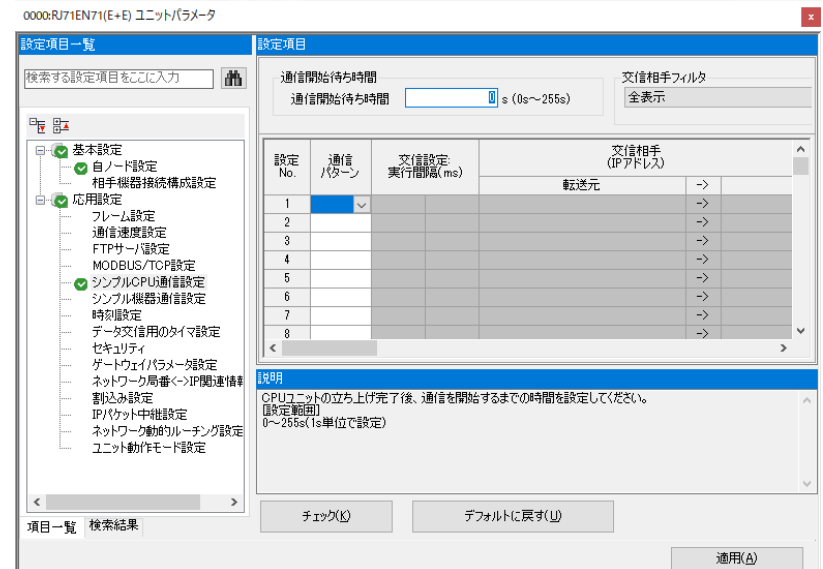 0000:RJ71EN71(E+E) ユニットパラメータ
設定項目一覧
検索する設定項目をここに入力
基本設定
自ノード設定
相手機器接続構成設定
応用設定
フレーム設定
通信速度設定
FTPサーバ設定
MODBUS/TCP設定
シンプルCPU通信設定
シンプル機器通信設定
時刻設定
データ交信用のタイマ設定
セキュリティ
ゲートウェイパラメータ設定
ネットワーク局番<->IP関連情報
割込み設定
IPパケット中継設定
ネットワーク動的ルーチング設定
ユニット動作モード設定
項目一覧 検索結果
設定項目
通信開始待ち時間
通信開始待ち時間 0 s (0s～255s)
交信相手フィルタ
全表示
設定 No.
通信 パターン
交信設定: 実行間隔(ms)
交信相手 (IPアドレス)
転送元 ->
1 ->
2 ->
3 ->
4 ->
5 ->
6 ->
7 ->
8 ->
説明
CPUユニットの立ち上げ完了後、通信を開始するまでの時間を設定してください。
[設定範囲]
0～255s(1s単位で設定)
チェック(K) デフォルトに戻す(U)
適用(A)